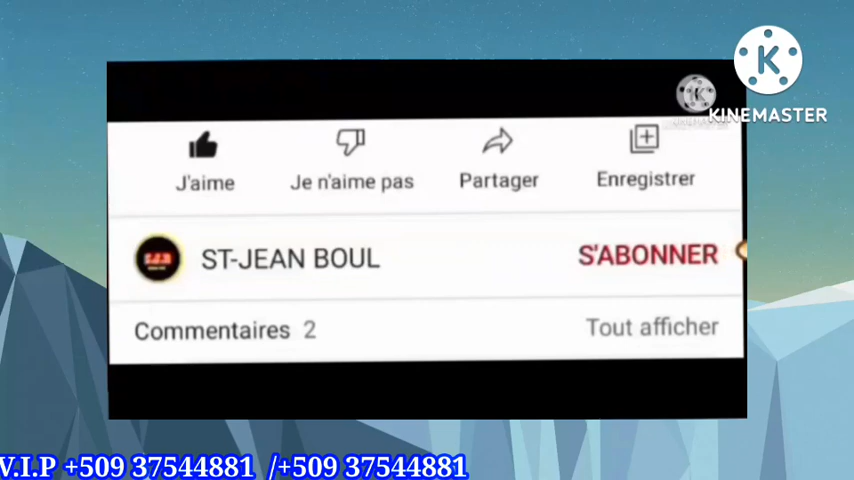 K
KINEMASTER
J'aime
Je n'aime pas
Partager
Enregistrer
ST-JEAN BOUL
S'ABONNER
Commentaires 2
Tout afficher
V.I.P +509 37544881 /+509 37544881